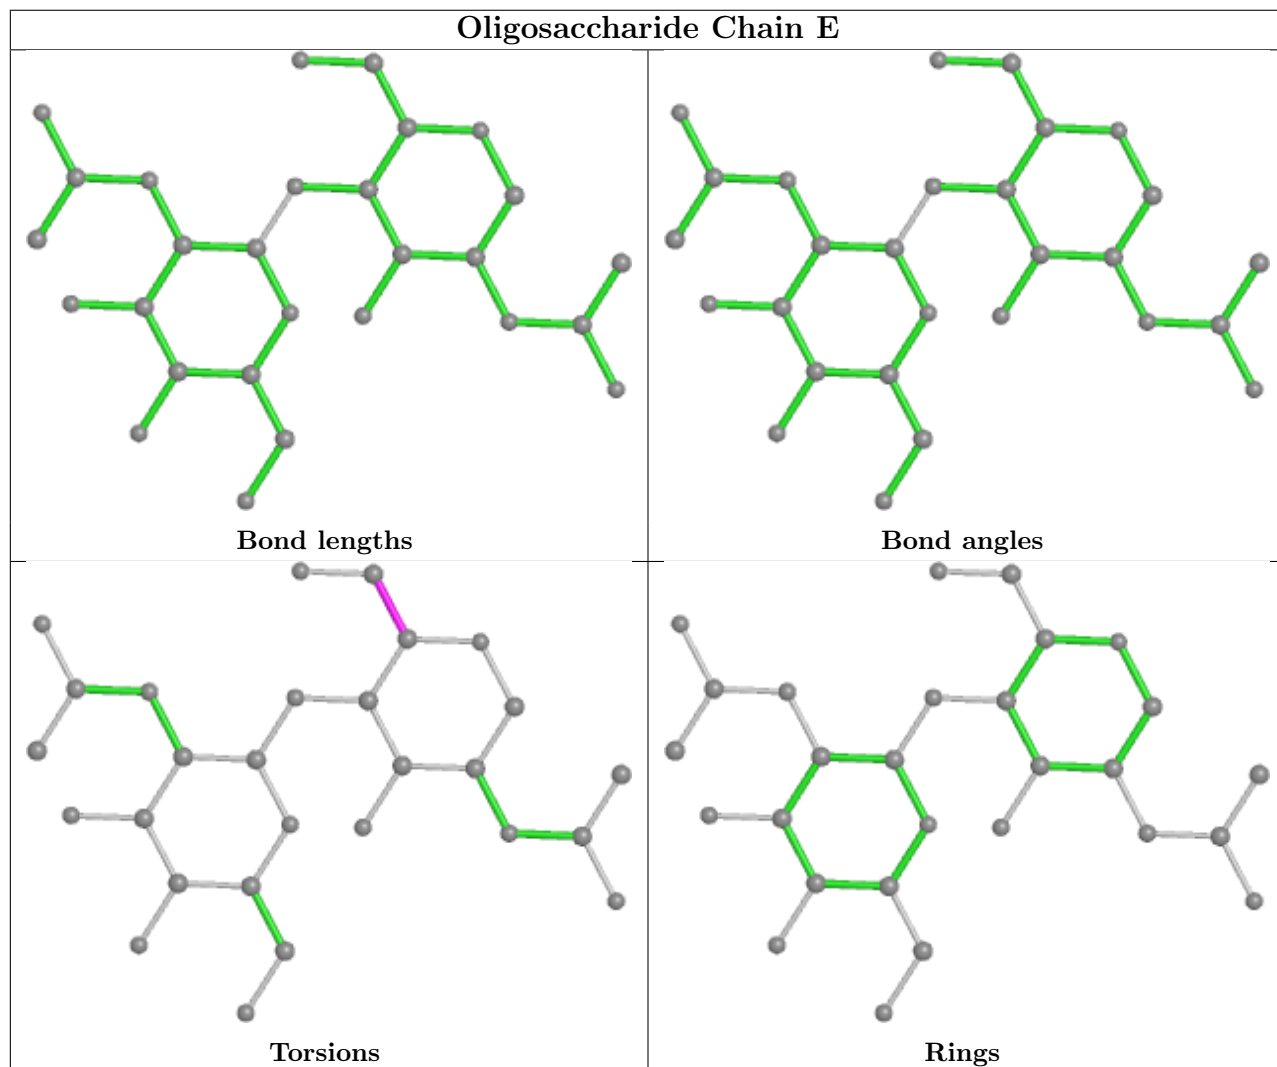 Oligosaccharide Chain E
Bond lengths
Bond angles
Torsions
Rings